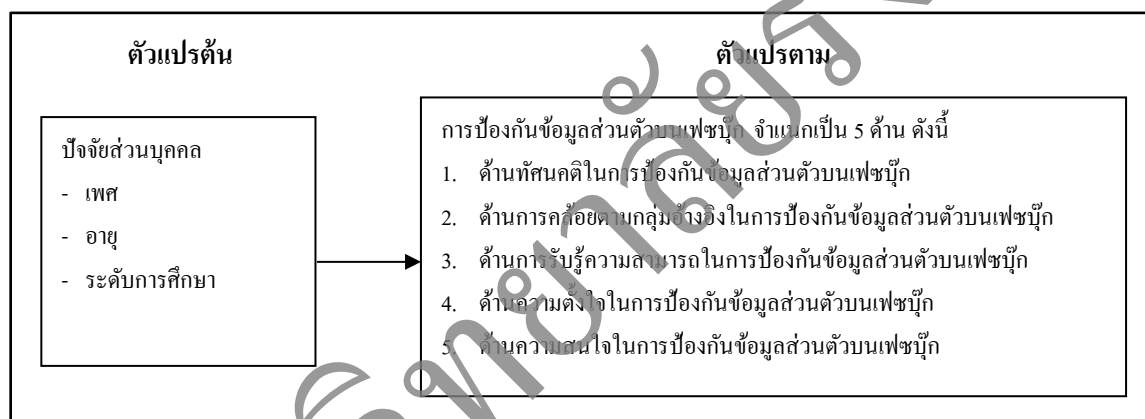 ตัวแปรต้น
ตัวแปรตาม
ปัจจัยส่วนบุคคล
- เพศ
- อายุ
- ระดับการศึกษา
การป้องกันข้อมูลส่วนตัวบนเฟซบุ๊ก จำแนกเป็น 5 ด้าน ดังนี้
1. ด้านทัศนคติในการป้องกันข้อมูลส่วนตัวบนเฟซบุ๊ก
2. ด้านการคล้อยตามกลุ่มอ้างอิงในการป้องกันข้อมูลส่วนตัวบนเฟซบุ๊ก
3. ด้านการรับรู้ความสามารถในการป้องกันข้อมูลส่วนตัวบนเฟซบุ๊ก
4. ด้านความตั้งใจในการป้องกันข้อมูลส่วนตัวบนเฟซบุ๊ก
5. ด้านความสนใจในการป้องกันข้อมูลส่วนตัวบนเฟซบุ๊ก